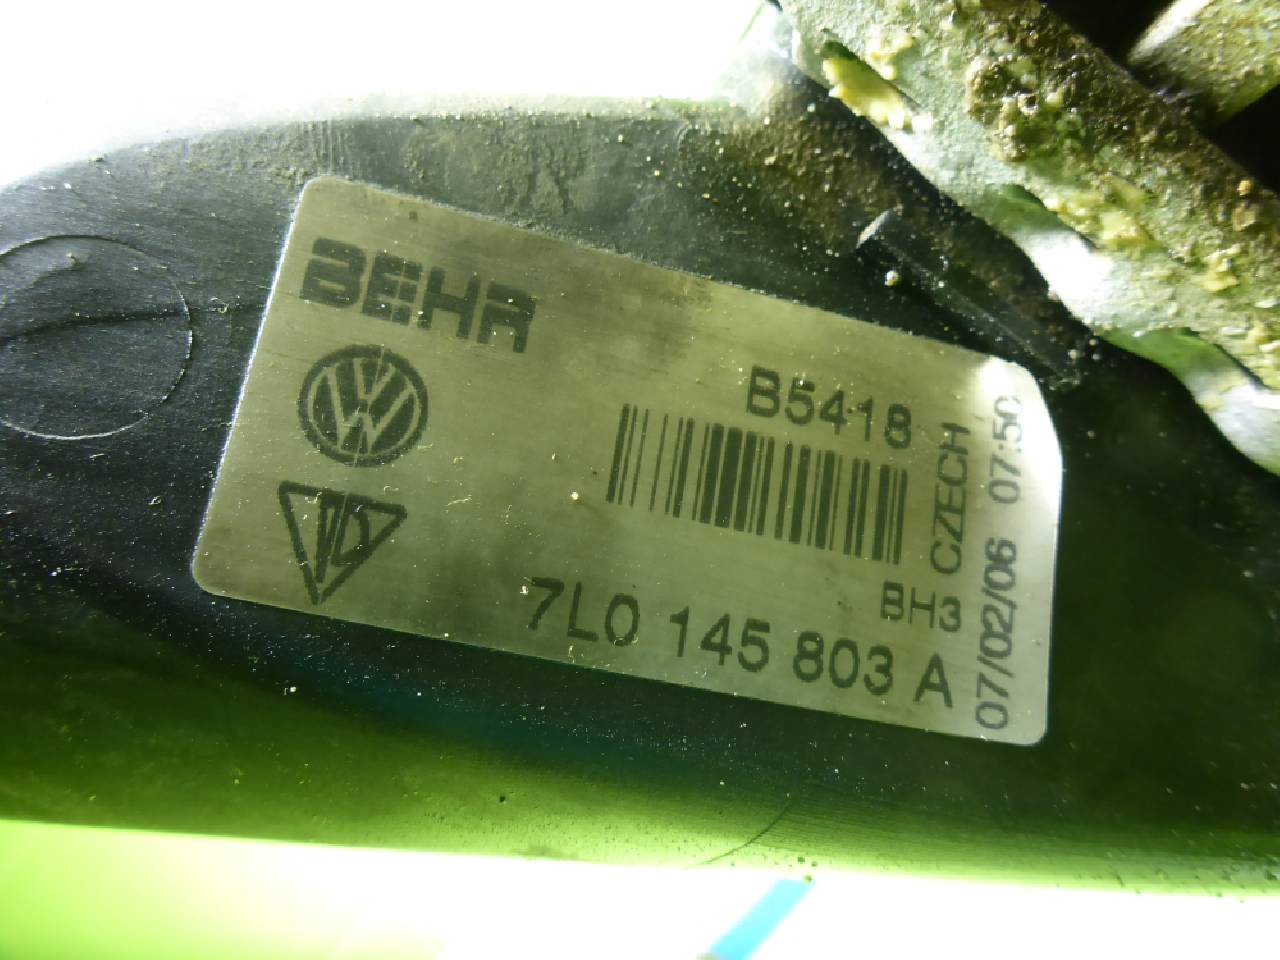 BEHR
B5418
CZECH
BH3
7L0 145 803 A
07/02/06 07:50